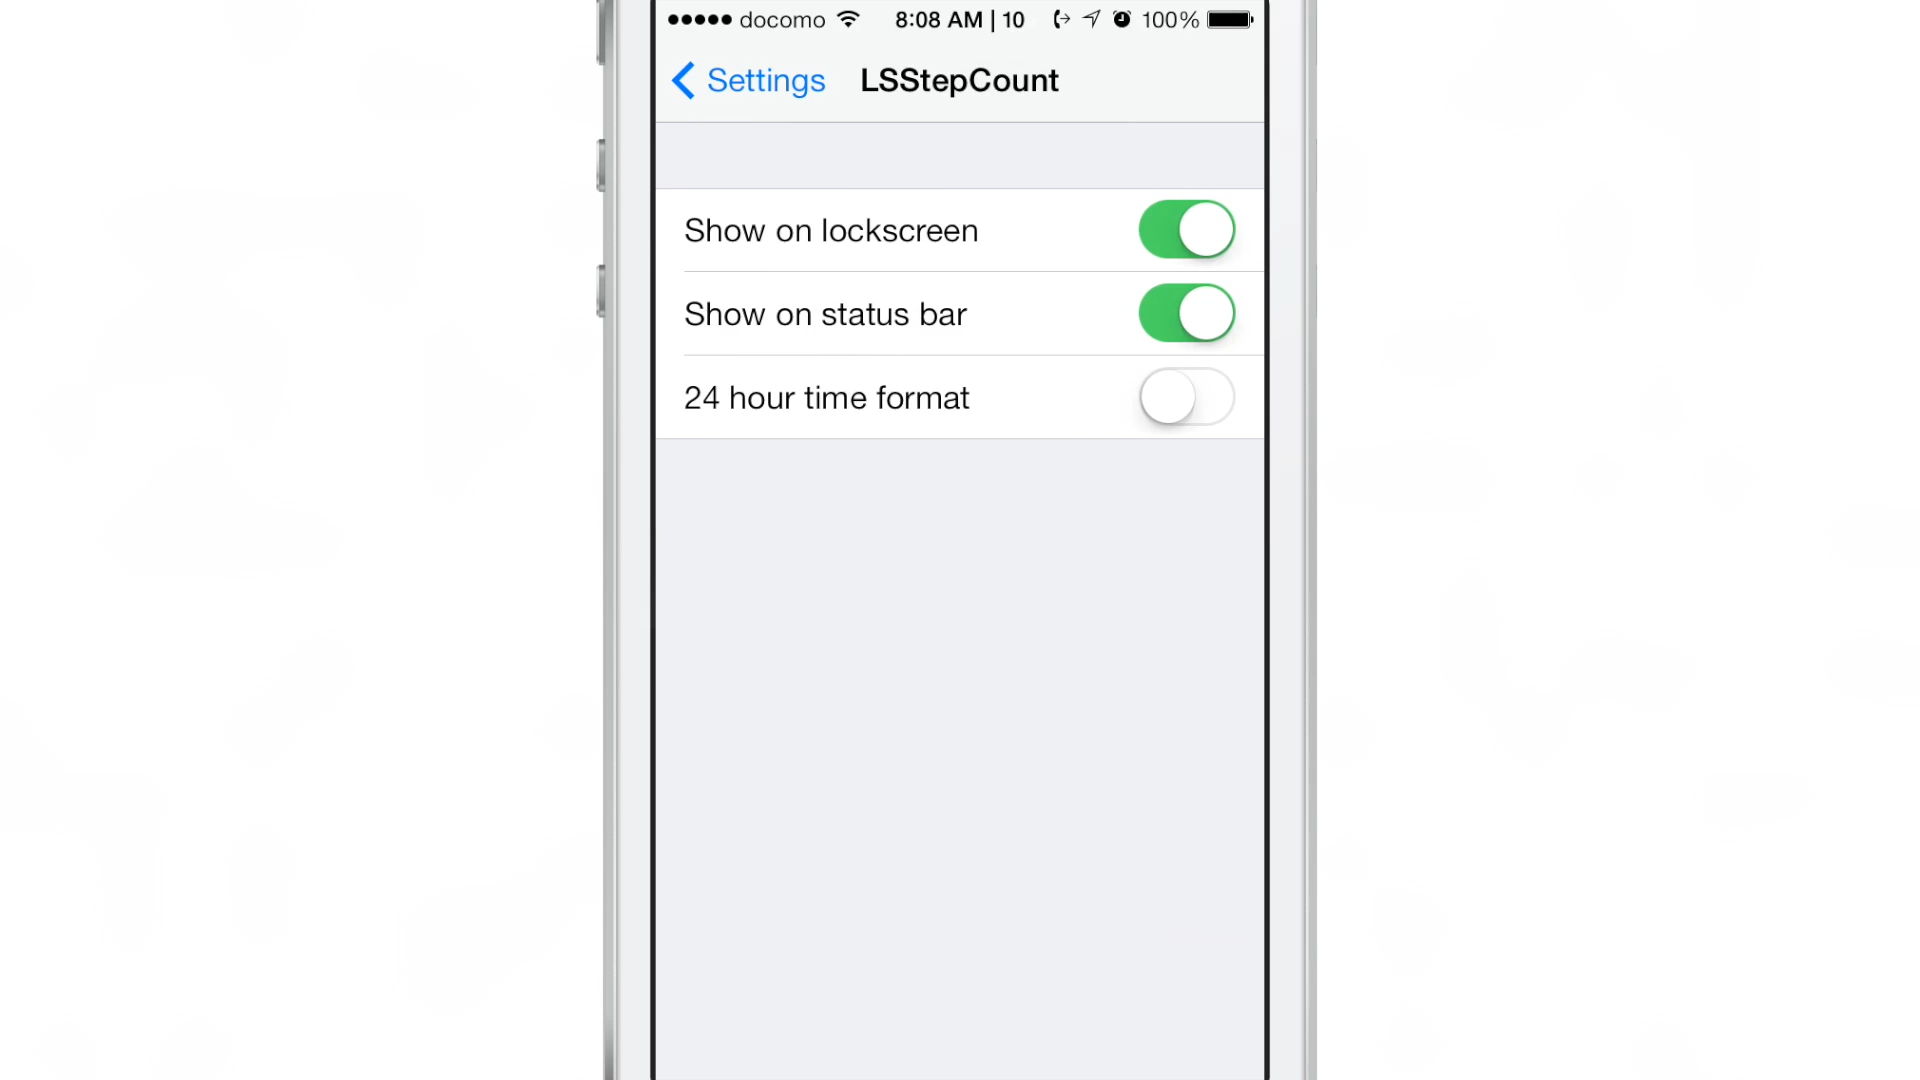 docomo 8:08 AM | 10 100%
Settings LSStepCount
Show on lockscreen
Show on status bar
24 hour time format